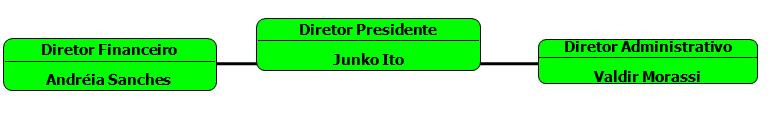 Diretor Financeiro
Andréia Sanches
Diretor Presidente
Junko Ito
Diretor Administrativo
Valdir Morassi